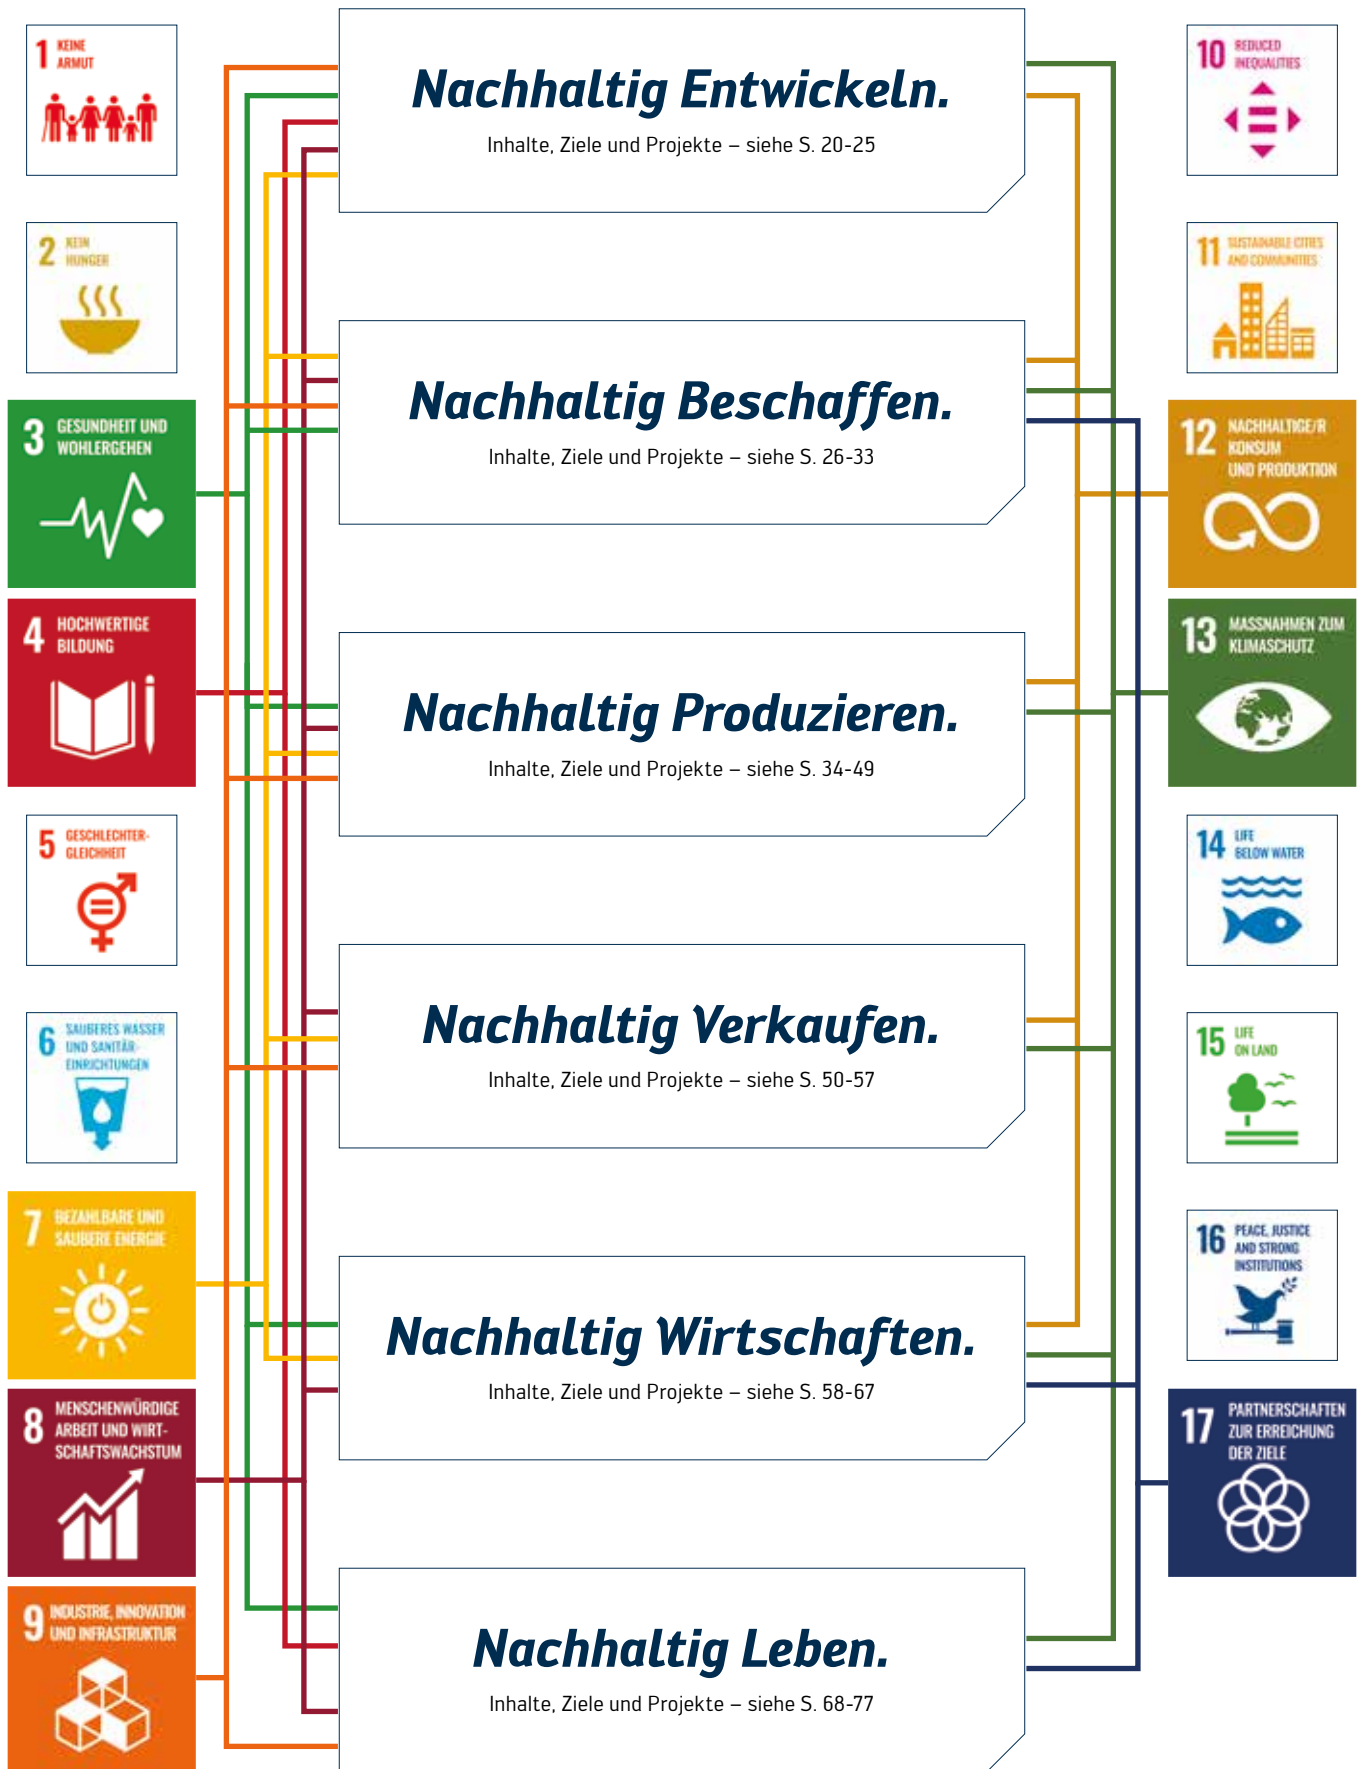 1 KEINE
ARMUT
2 KEIN
HUNGER
3 GESUNDHEIT UND
WOHLERGEHEN
4 HOCHWERTIGE
BILDUNG
5 GESCHLECHTER-
GLEICHHEIT
6 SAUBERES WASSER
UND SANITÄR-
EINRICHTUNGEN
7 BEZAHLBARE UND
SAUBERE ENERGIE
8 MENSCHENWÜRDIGE
ARBEIT UND WIRT-
SCHAFTSWACHSTUM
9 INDUSTRIE, INNOVATION
UND INFRASTRUKTUR
Nachhaltig Entwickeln.
Inhalte, Ziele und Projekte – siehe S. 20-25
Nachhaltig Beschaffen.
Inhalte, Ziele und Projekte – siehe S. 26-33
Nachhaltig Produzieren.
Inhalte, Ziele und Projekte – siehe S. 34-49
Nachhaltig Verkaufen.
Inhalte, Ziele und Projekte – siehe S. 50-57
Nachhaltig Wirtschaften.
Inhalte, Ziele und Projekte – siehe S. 58-67
Nachhaltig Leben.
Inhalte, Ziele und Projekte – siehe S. 68-77
10 REDUCED
INEQUALITIES
11 SUSTAINABLE CITIES
AND COMMUNITIES
12 NACHHALTIGE/R
KONSUM
UND PRODUKTION
13 MASSNAHMEN ZUM
KLIMASCHUTZ
14 LIFE
BELOW WATER
15 LIFE
ON LAND
16 PEACE, JUSTICE
AND STRONG
INSTITUTIONS
17 PARTNERSCHAFTEN
ZUR ERREICHUNG
DER ZIELE